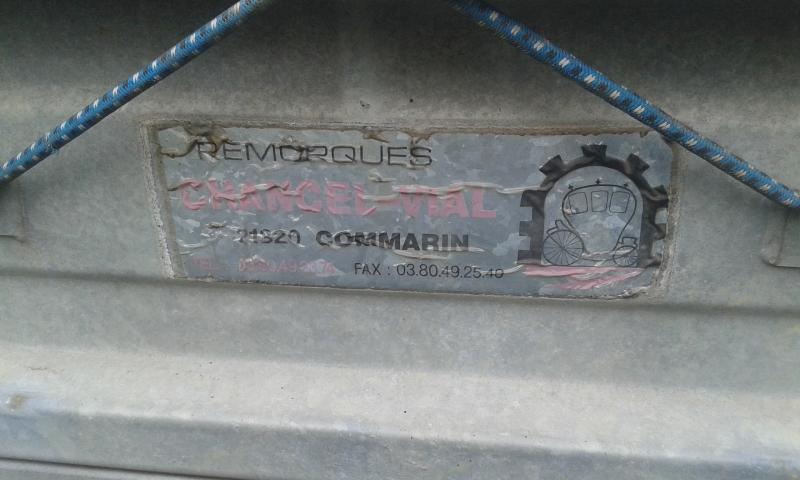 REMORQUES
CHANCEL-VIAL
21320 COMMARIN
FAX : 03.80.49.25.40